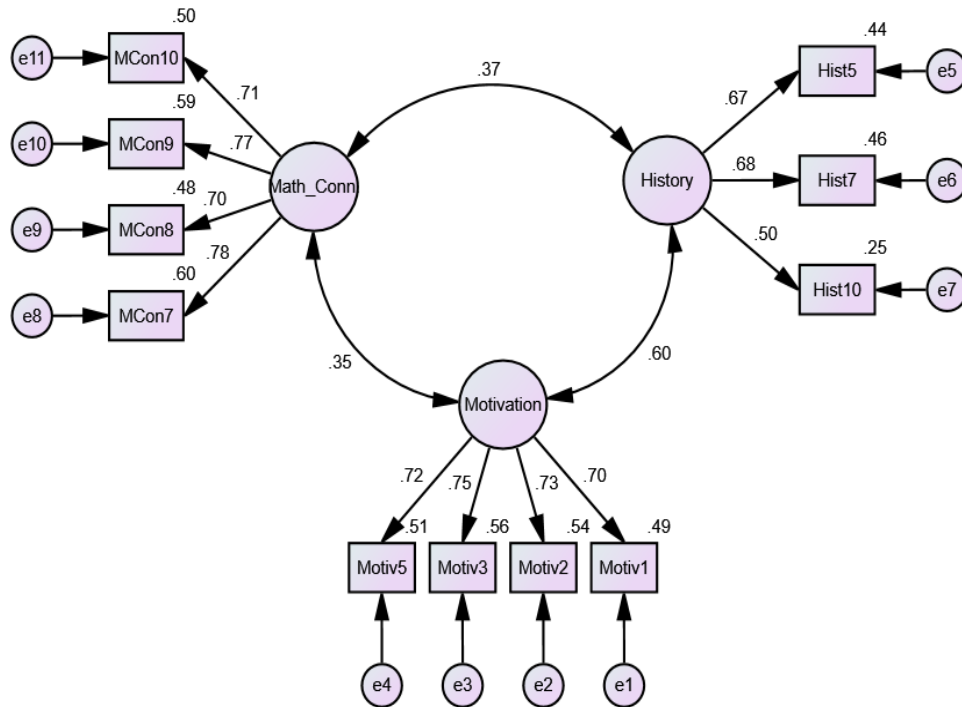 .50
.44
e11
MCon10
.37
Hist5
e5
.71
.67
.59
.46
e10
MCon9
.77
Math_Conn
History
.68
Hist7
e6
.48
.70
e9
MCon8
.50
.25
.78
.60
Hist10
e7
e8
MCon7
.35
.60
Motivation
.72
.75
.73
.70
.51
.56
.54
.49
Motiv5
Motiv3
Motiv2
Motiv1
e4
e3
e2
e1